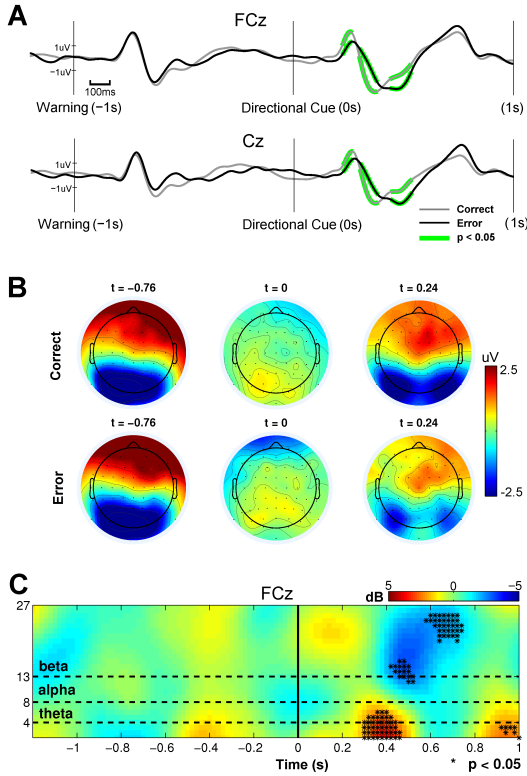 A
FCz
1uV
−1uV
100ms
Warning (−1s)
Directional Cue (0s)
(1s)
Cz
1uV
−1uV
Warning (−1s)
Directional Cue (0s)
(1s)
Correct
Error
p < 0.05
B
t = −0.76
t = 0
t = 0.24
Correct
uV
2.5
−2.5
t = −0.76
t = 0
t = 0.24
Error
C
FCz
dB
5
0
−5
27
beta
13
alpha
8
theta
4
−1
−0.8
−0.6
−0.4
−0.2
0
0.2
0.4
0.6
0.8
1
Time (s)
* p < 0.05